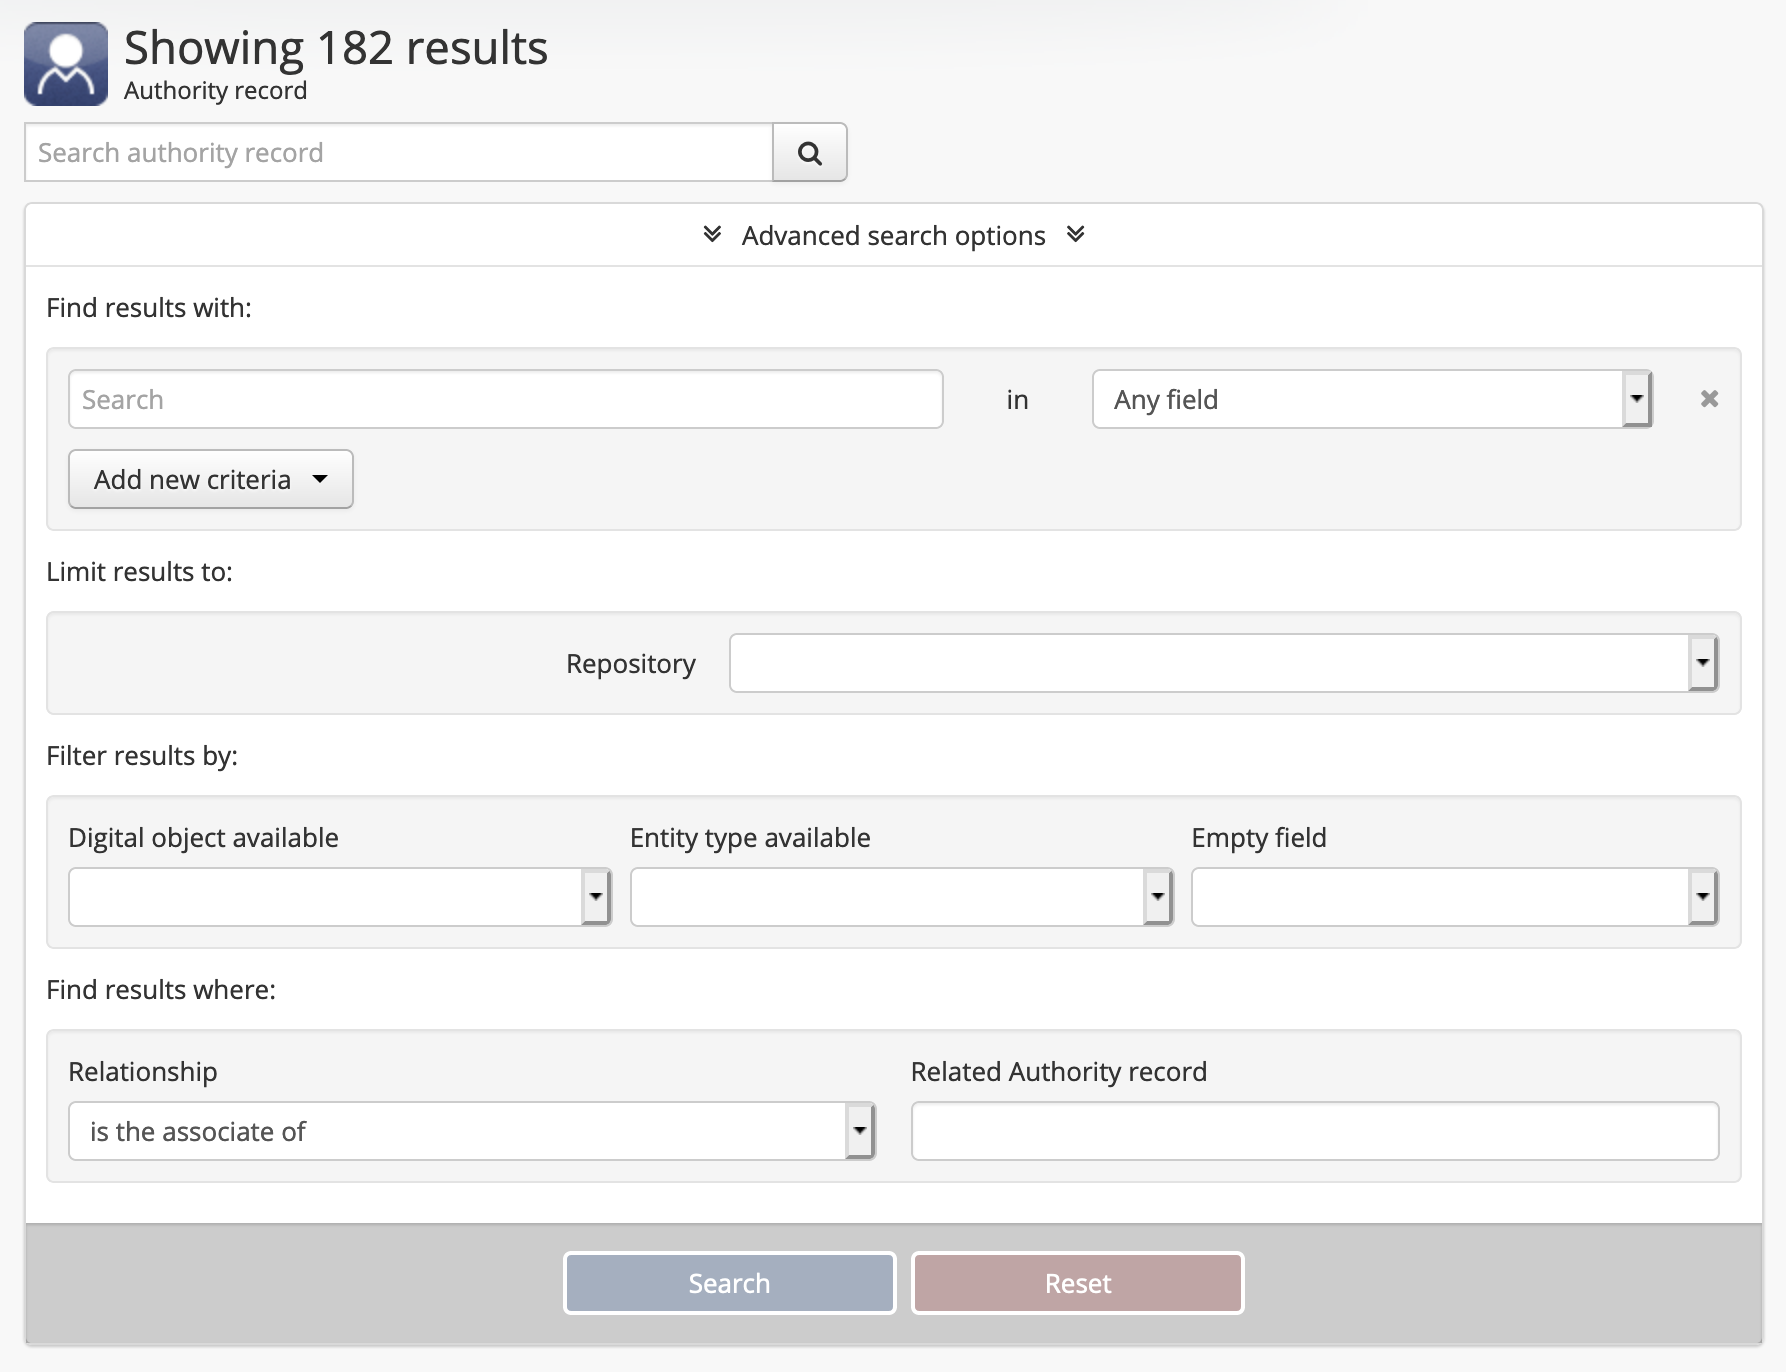 Showing 182 results
Authority record
Search authority record
Advanced search options
Find results with:
Search in Any field
Add new criteria
Limit results to:
Repository
Filter results by:
Digital object available Entity type available Empty field
Find results where:
Relationship Related Authority record
is the associate of
Search Reset